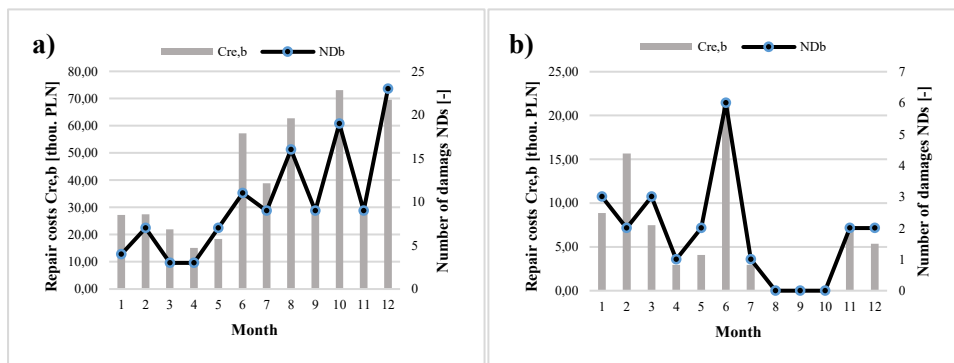 a)
Cre,b NDb
Repair costs Cre,b [thou. PLN]
80,00
70,00
60,00
50,00
40,00
30,00
20,00
10,00
0,00
25
20
15
10
5
0
Number of damags NDs [-]
1 2 3 4 5 6 7 8 9 10 11 12
Month
b)
Cre,b NDb
Repair costs Cre,b [thou. PLN]
25,00
20,00
15,00
10,00
5,00
0,00
7
6
5
4
3
2
1
0
Number of damages NDs [-]
1 2 3 4 5 6 7 8 9 10 11 12
Month